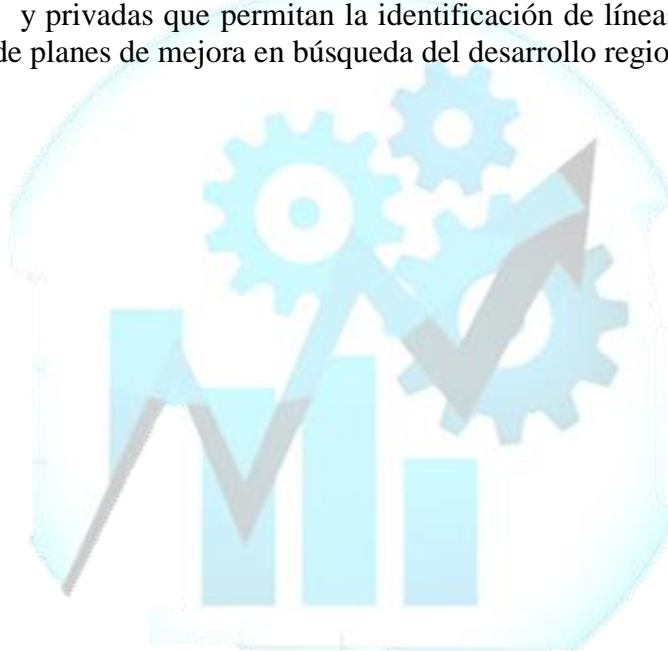 y privadas que permitan la identificación de línea
de planes de mejora en búsqueda del desarrollo regio